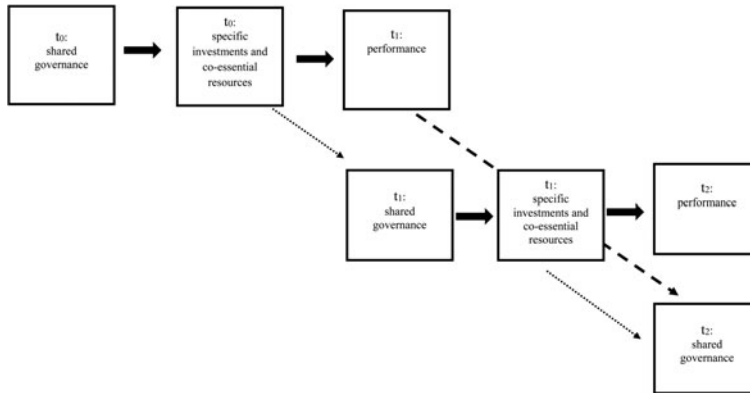 t₀:
shared
governance
t₀:
specific
investments and
co-essential
resources
t₁:
performance
t₁:
shared
governance
t₁:
specific
investments and
co-essential
resources
t₂:
performance
t₂:
shared
governance